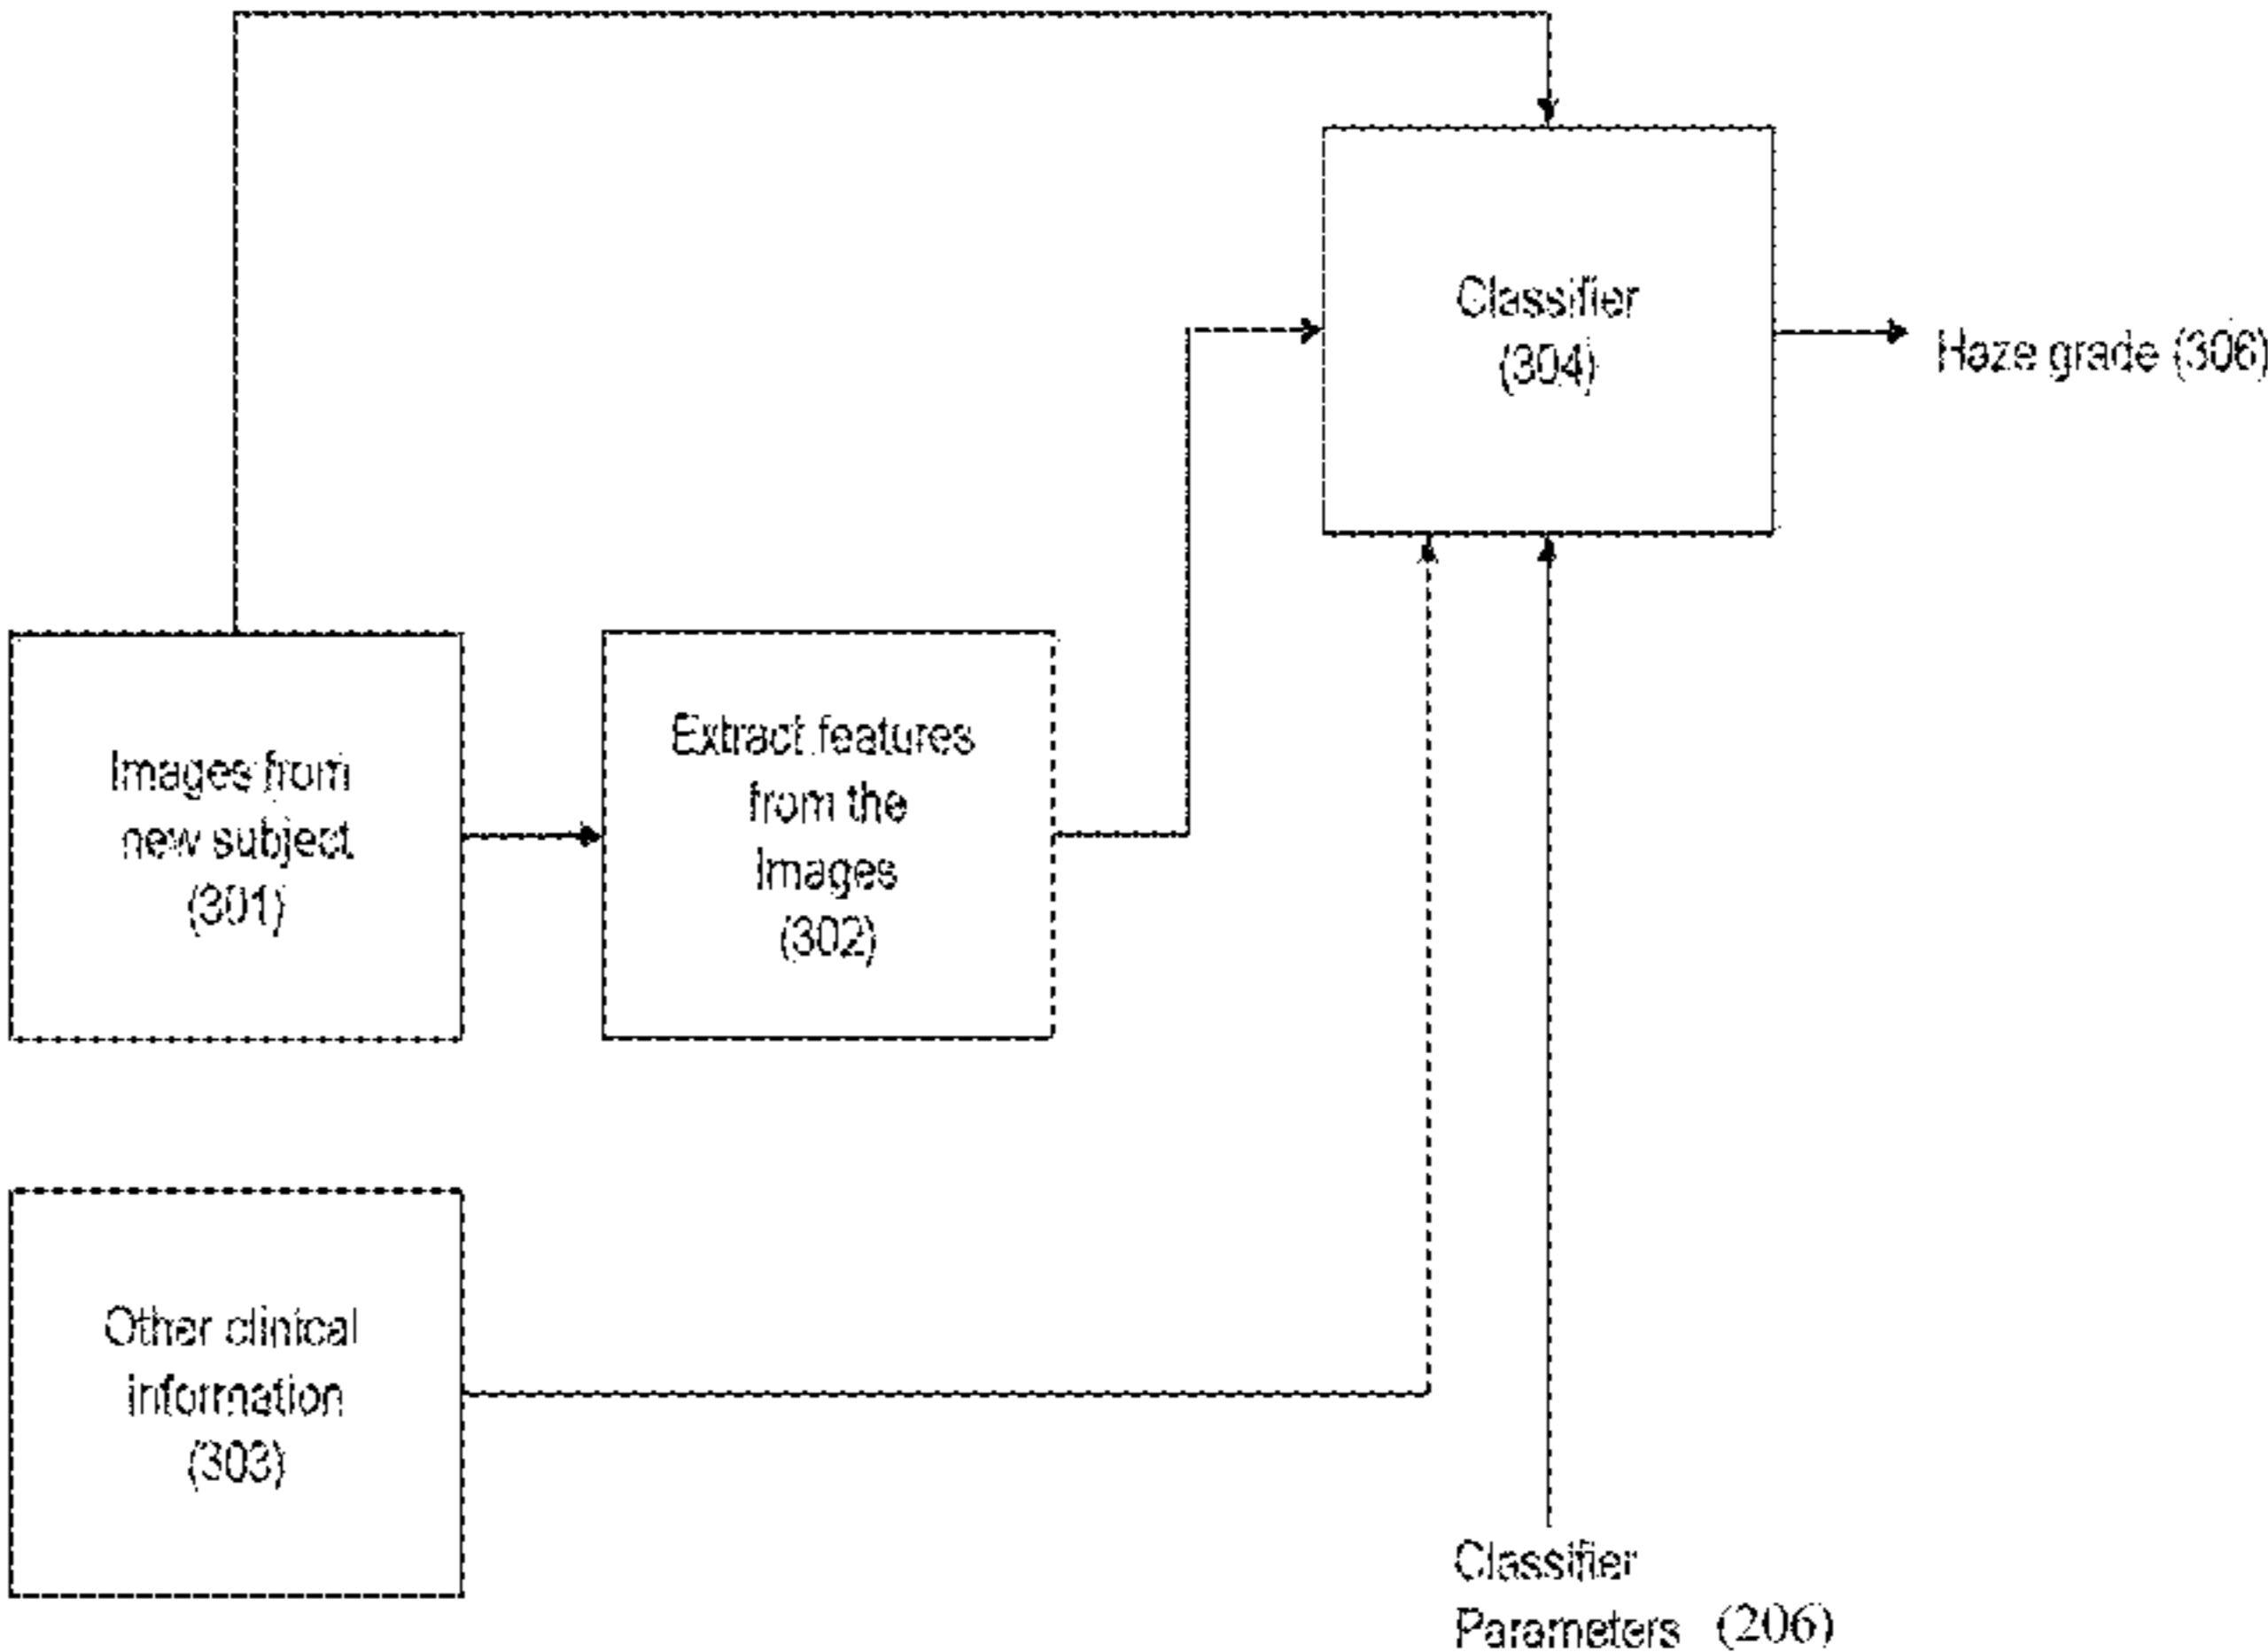 Classifier
(304)
Haze grade (306)
Images from
new subject
(301)
Extract features
from the
Images
(302)
Other clinical
information
(303)
Classifier
Parameters (206)